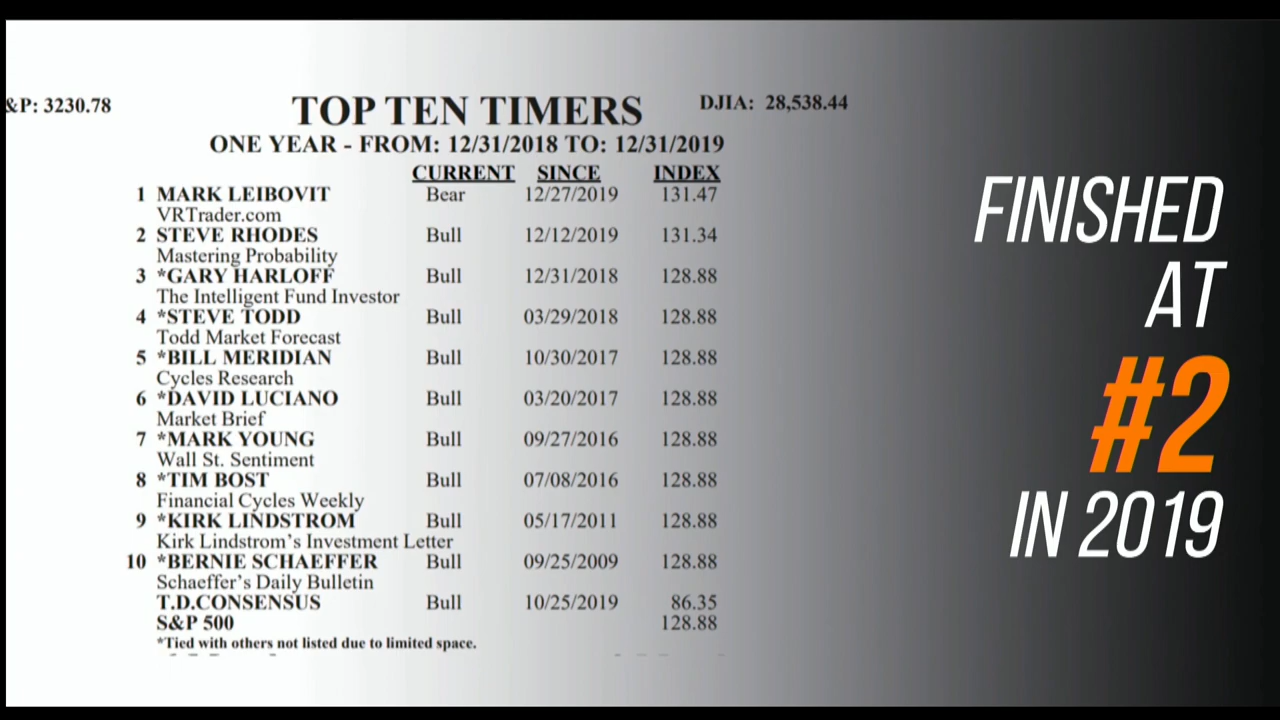 &P: 3230.78
TOP TEN TIMERS
DJIA: 28,538.44
ONE YEAR - FROM: 12/31/2018 TO: 12/31/2019
CURRENT SINCE INDEX
1 MARK LEIBOVIT Bear 12/27/2019 131.47
VRTrader.com
2 STEVE RHODES Bull 12/12/2019 131.34
Mastering Probability
3 *GARY HARLOFF Bull 12/31/2018 128.88
The Intelligent Fund Investor
4 *STEVE TODD Bull 03/29/2018 128.88
Todd Market Forecast
5 *BILL MERIDIAN Bull 10/30/2017 128.88
Cycles Research
6 *DAVID LUCIANO Bull 03/20/2017 128.88
Market Brief
7 *MARK YOUNG Bull 09/27/2016 128.88
Wall St. Sentiment
8 *TIM BOST Bull 07/08/2016 128.88
Financial Cycles Weekly
9 *KIRK LINDSTROM Bull 05/17/2011 128.88
Kirk Lindstrom's Investment Letter
10 *BERNIE SCHAEFFER Bull 09/25/2009 128.88
Schaeffer's Daily Bulletin
T.D.CONSENSUS Bull 10/25/2019 86.35
S&P 500 128.88
*Tied with others not listed due to limited space.
FINISHED
AT
#2
IN 2019